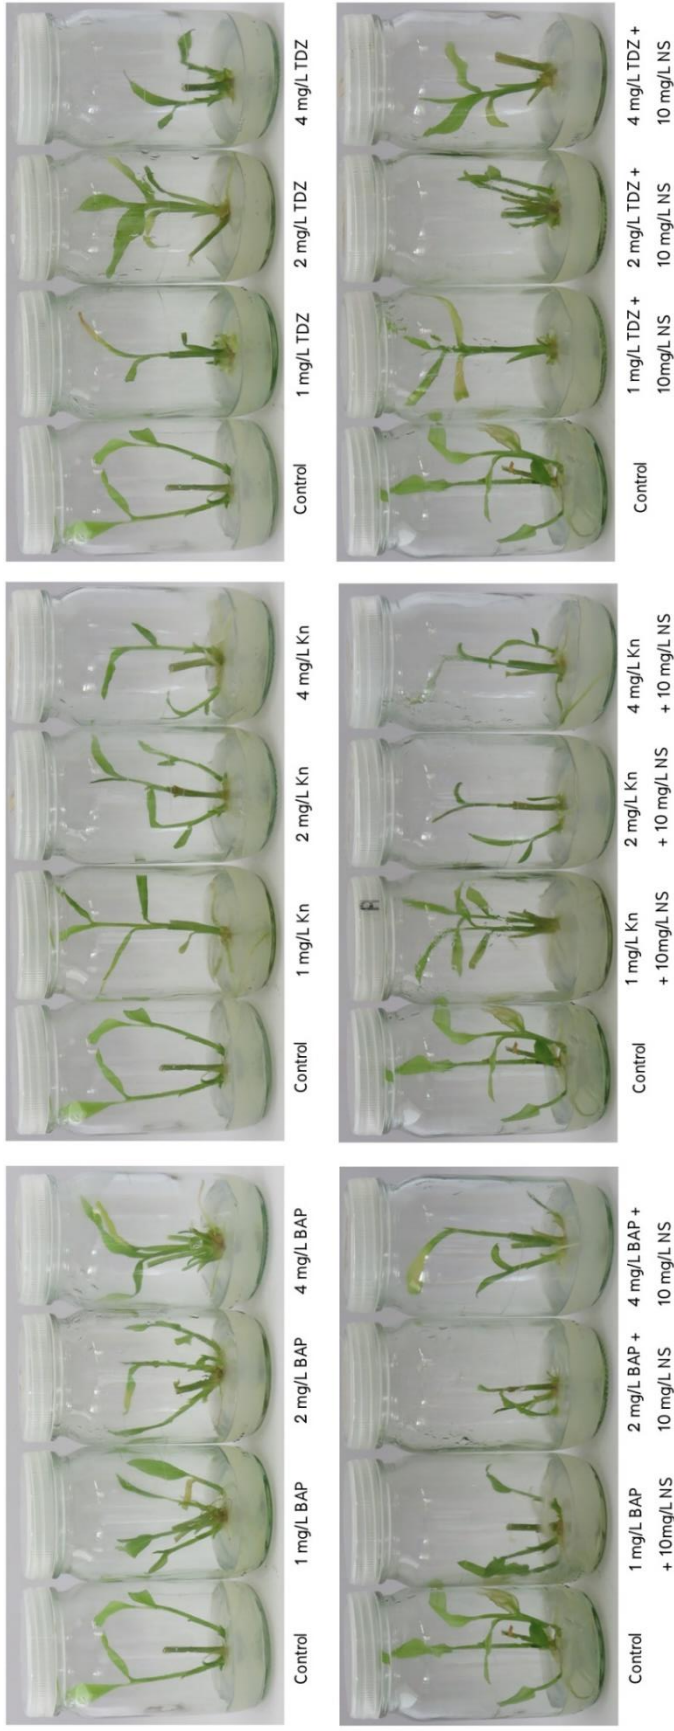 Control
1 mg/L BAP
2 mg/L BAP
4 mg/L BAP
Control
1 mg/L Kn
2 mg/L Kn
4 mg/L Kn
Control
1 mg/L TDZ
2 mg/L TDZ
4 mg/L TDZ
Control
1 mg/L BAP
+ 10mg/L NS
2 mg/L BAP +
10 mg/L NS
4 mg/L BAP +
10 mg/L NS
Control
1 mg/L Kn
+ 10mg/L NS
2 mg/L Kn
+ 10 mg/L NS
4 mg/L Kn
+ 10 mg/L NS
Control
1 mg/L TDZ +
10mg/L NS
2 mg/L TDZ +
10 mg/L NS
4 mg/L TDZ +
10 mg/L NS